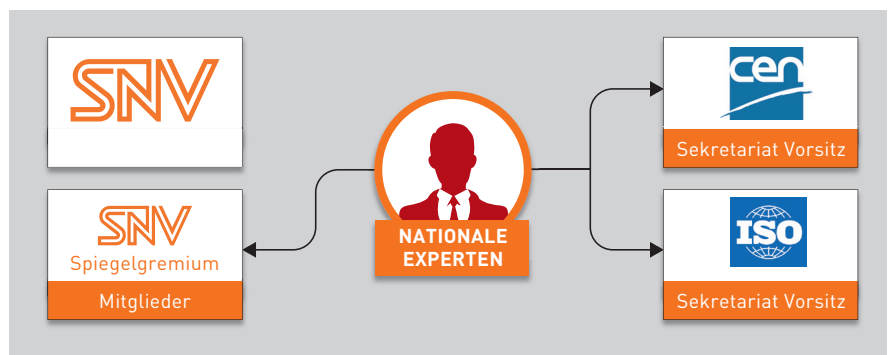 SNV
SNV
Spiegelgremium
Mitglieder
NATIONALE
EXPERTEN
cen
Sekretariat Vorsitz
ISO
Sekretariat Vorsitz